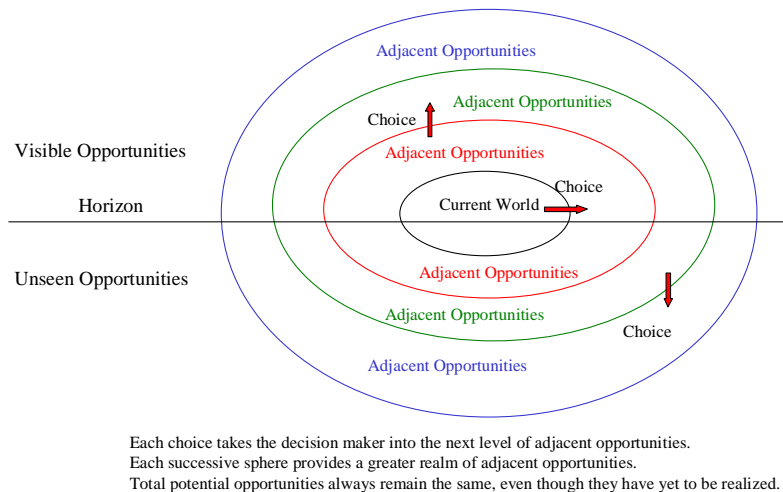 Adjacent Opportunities
Adjacent Opportunities
Choice
Visible Opportunities
Adjacent Opportunities
Choice
Horizon
Current World
Unseen Opportunities
Adjacent Opportunities
Adjacent Opportunities
Choice
Adjacent Opportunities
Each choice takes the decision maker into the next level of adjacent opportunities.
Each successive sphere provides a greater realm of adjacent opportunities.
Total potential opportunities always remain the same, even though they have yet to be realized.